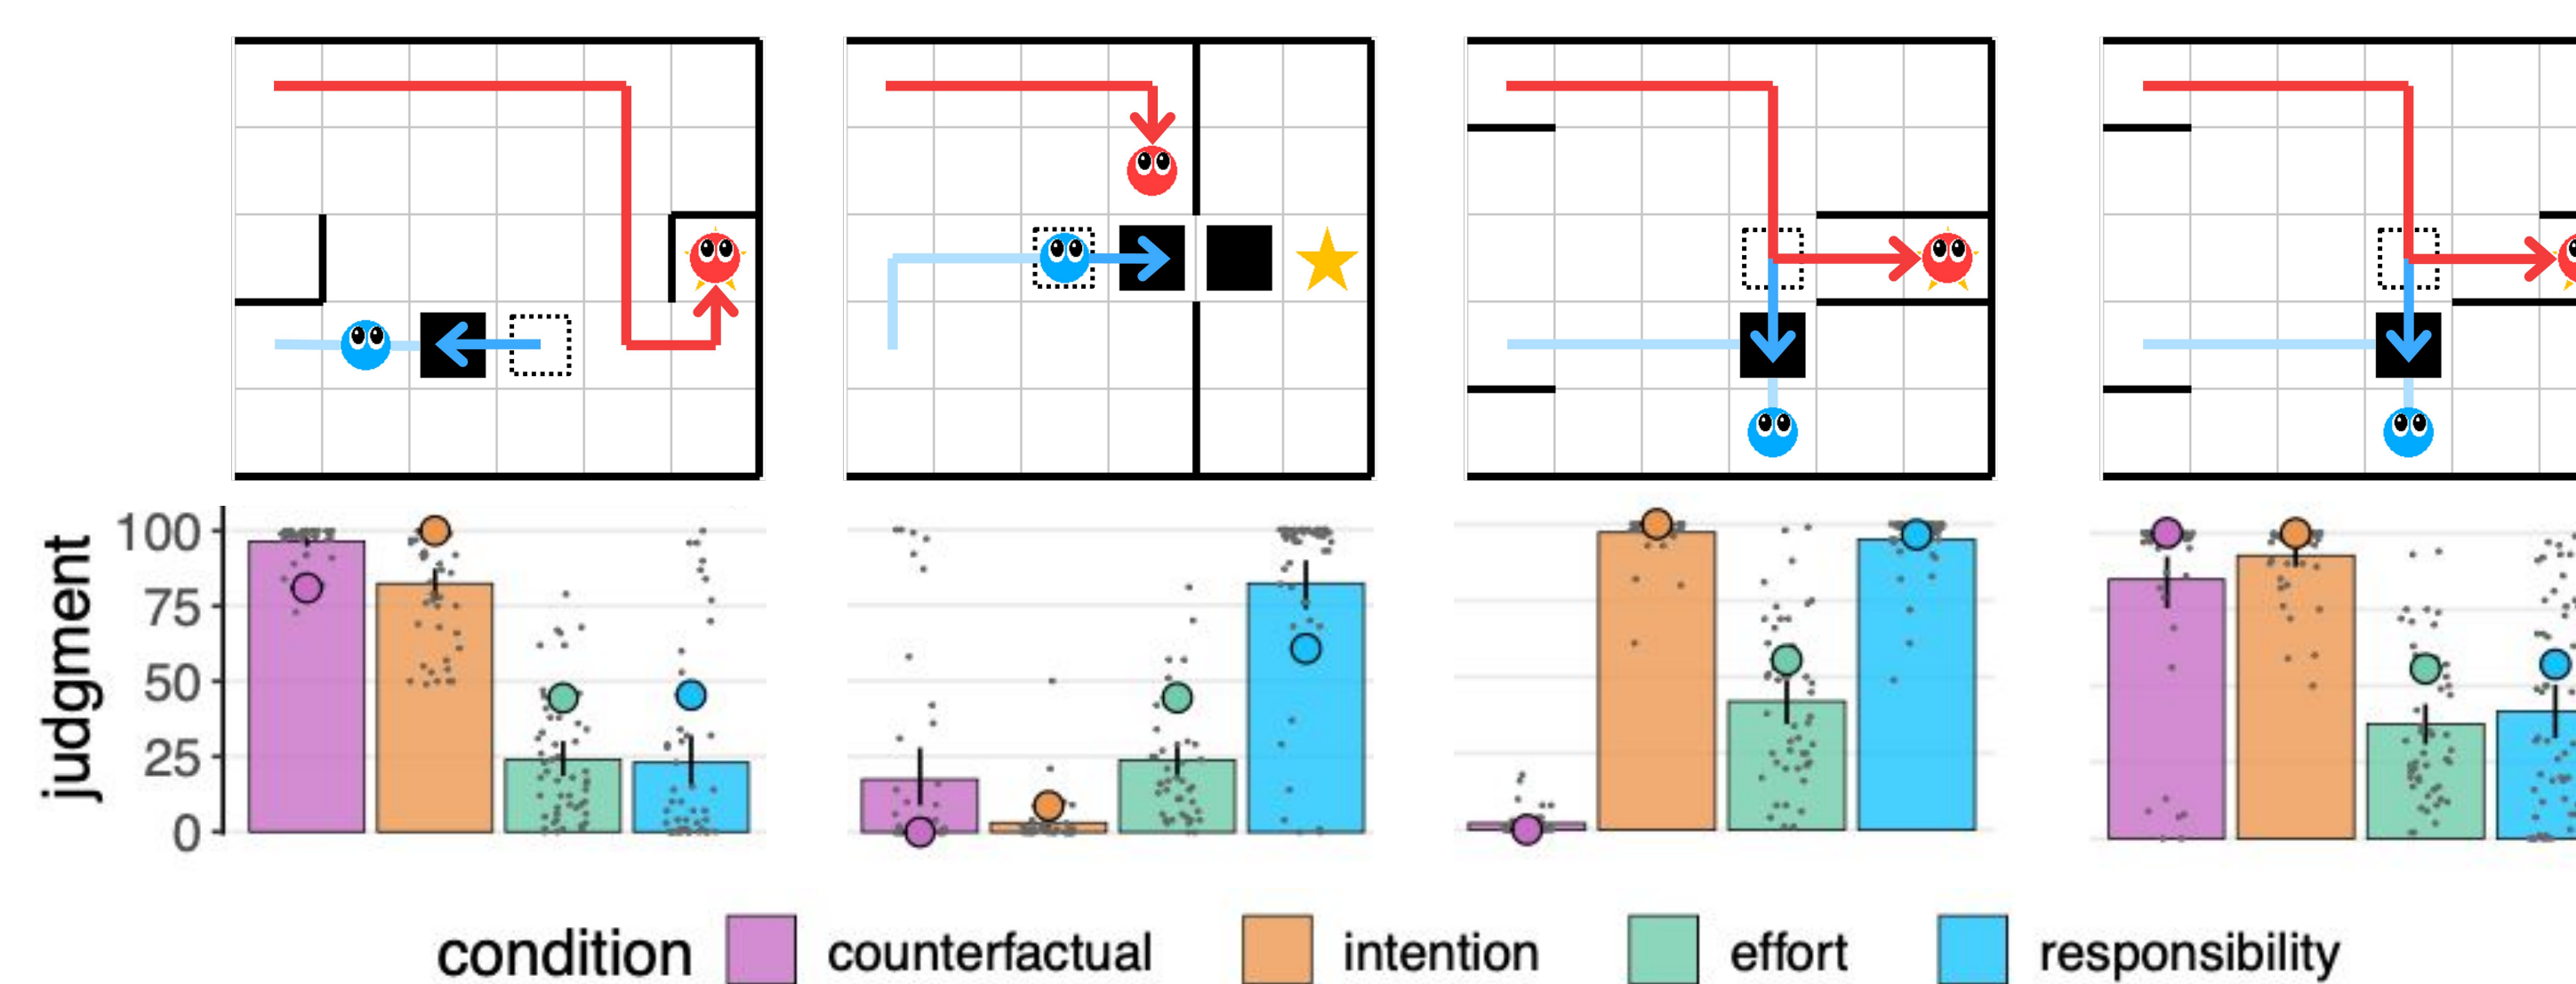 judgment
100
75
50
25
0
condition counterfactual intention effort responsibility